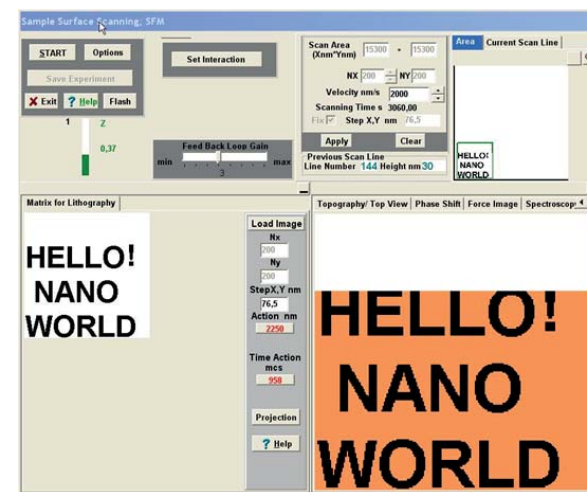 Sample Surface Scanning, SFM
START Options
Save Experiment
X Exit ? Help Flash
Set Interaction
1 Z
0,37
Feed Back Loop Gain
min max
3
Scan Area
(Xnm*Ynm) 15300 * 15300
NX 200 NY 200
Velocity nm/s 2000
Scanning Time s 3060,00
Fix Step X,Y nm 76,5
Apply Clear
Previous Scan Line
Line Number 144 Height nm 30
Area Current Scan Line
HELLO!
NANO
WORLD
Matrix for Lithography
HELLO!
NANO
WORLD
Load Image
Nx
200
Ny
200
StepX,Y nm
76,5
Action nm
2250
Time Action
mcs
958
Projection
? Help
Topography/ Top View Phase Shift Force Image Spectroscop
HELLO!
NANO
WORLD